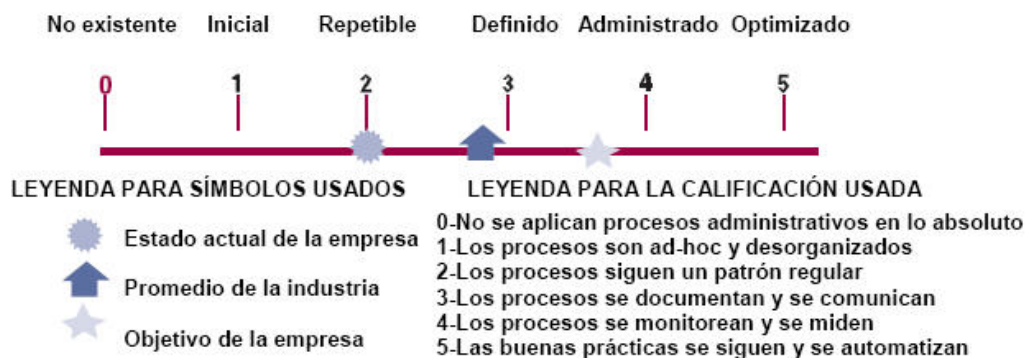 No existente Inicial Repetible Definido Administrado Optimizado
0 1 2 3 4 5
LEYENDA PARA SÍMBOLOS USADOS
Estado actual de la empresa
Promedio de la industria
Objetivo de la empresa
LEYENDA PARA LA CALIFICACIÓN USADA
0-No se aplican procesos administrativos en lo absoluto
1-Los procesos son ad-hoc y desorganizados
2-Los procesos siguen un patrón regular
3-Los procesos se documentan y se comunican
4-Los procesos se monitorean y se miden
5-Las buenas prácticas se siguen y se automatizan